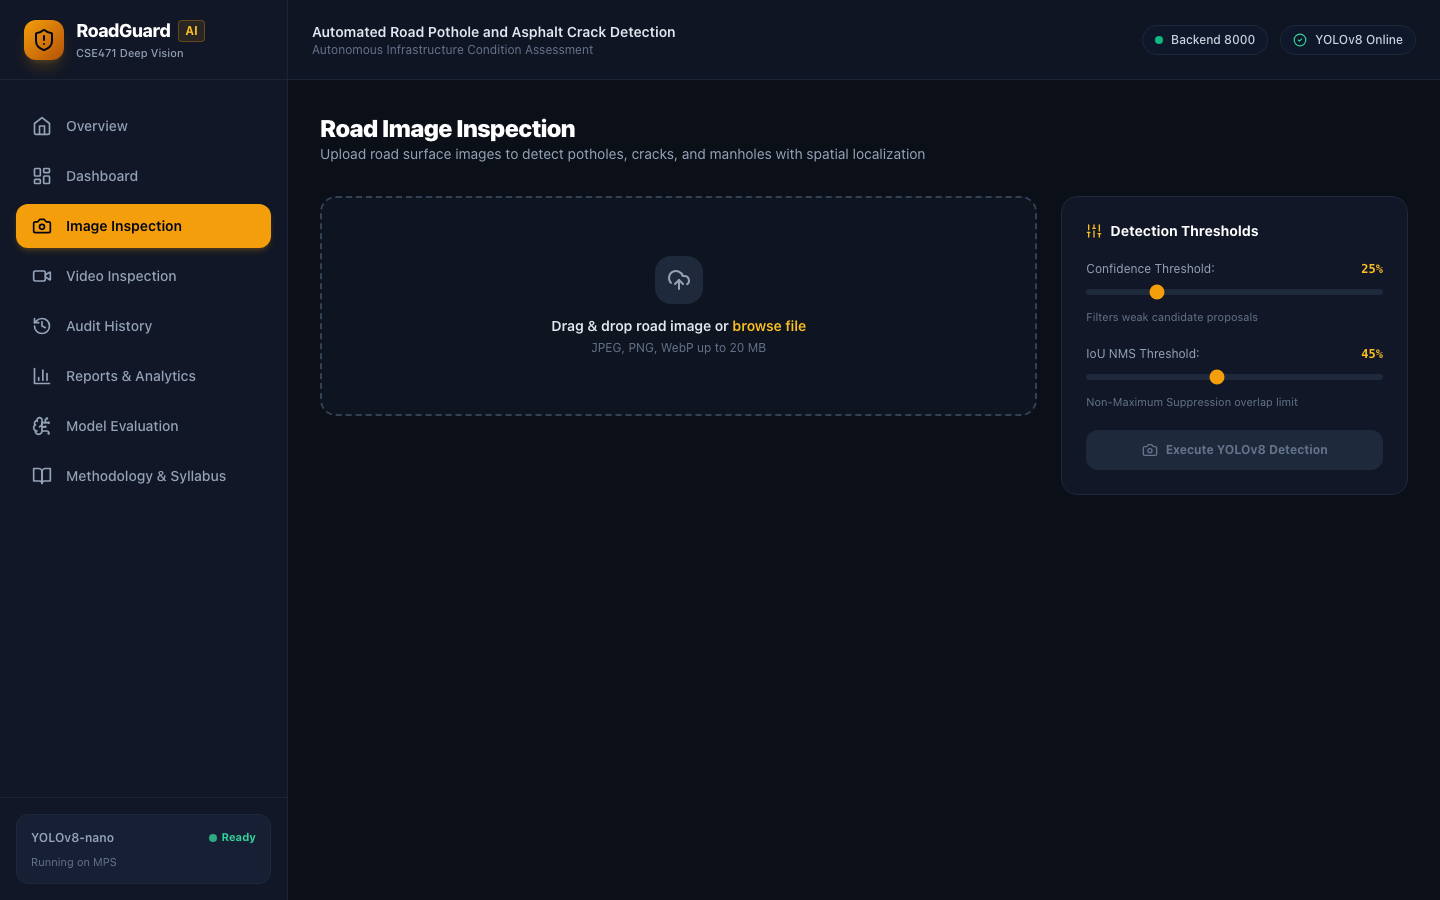 RoadGuard AI
CSE471 Deep Vision
Automated Road Pothole and Asphalt Crack Detection
Autonomous Infrastructure Condition Assessment
Backend 8000
YOLOv8 Online
Overview
Dashboard
Image Inspection
Video Inspection
Audit History
Reports & Analytics
Model Evaluation
Methodology & Syllabus
YOLOv8-nano
Ready
Running on MPS
Road Image Inspection
Upload road surface images to detect potholes, cracks, and manholes with spatial localization
Drag & drop road image or browse file
JPEG, PNG, WebP up to 20 MB
Detection Thresholds
Confidence Threshold: 25%
Filters weak candidate proposals
IoU NMS Threshold: 45%
Non-Maximum Suppression overlap limit
Execute YOLOv8 Detection